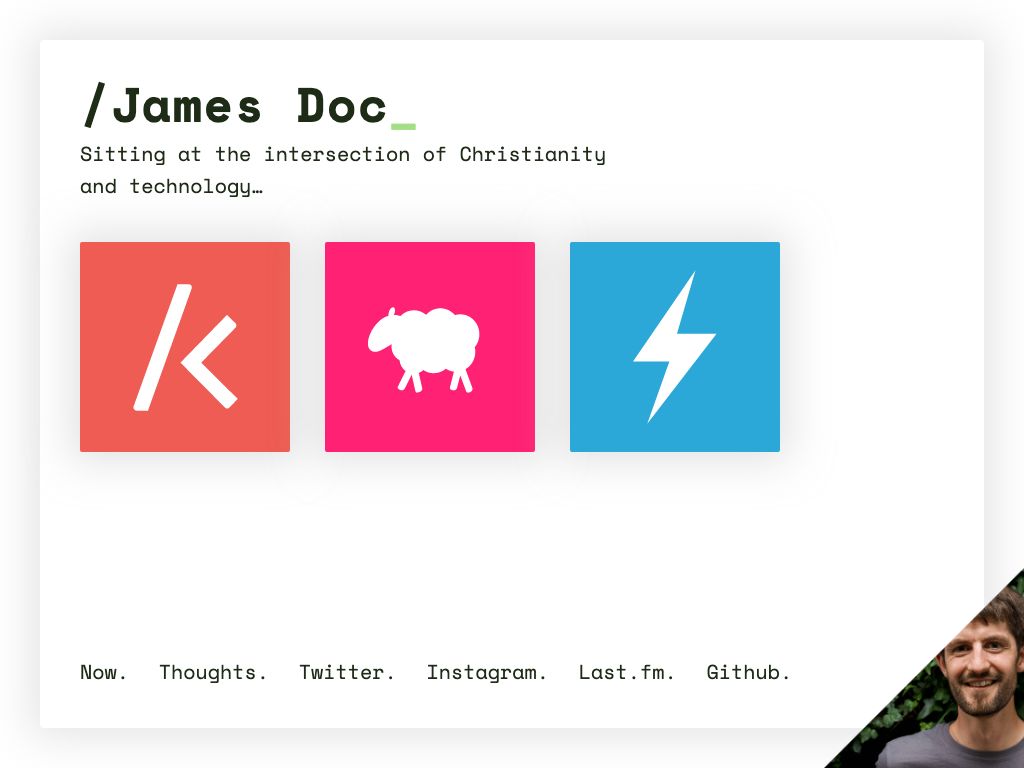 /James Doc_
Sitting at the intersection of Christianity
and technology…
Now. Thoughts. Twitter. Instagram. Last.fm. Github.